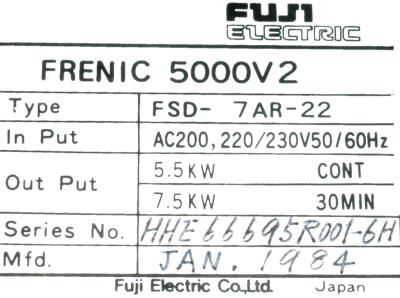 FUJI
ELECTRIC
FRENIC 5000V2
Type FSD- 7AR-22
In Put AC200, 220/230V50/60Hz
Out Put 5.5KW CONT
7.5KW 30MIN
Series No. HHE66695R001-6H
Mfd. JAN. 1984
Fuji Electric Co.,Ltd. Japan